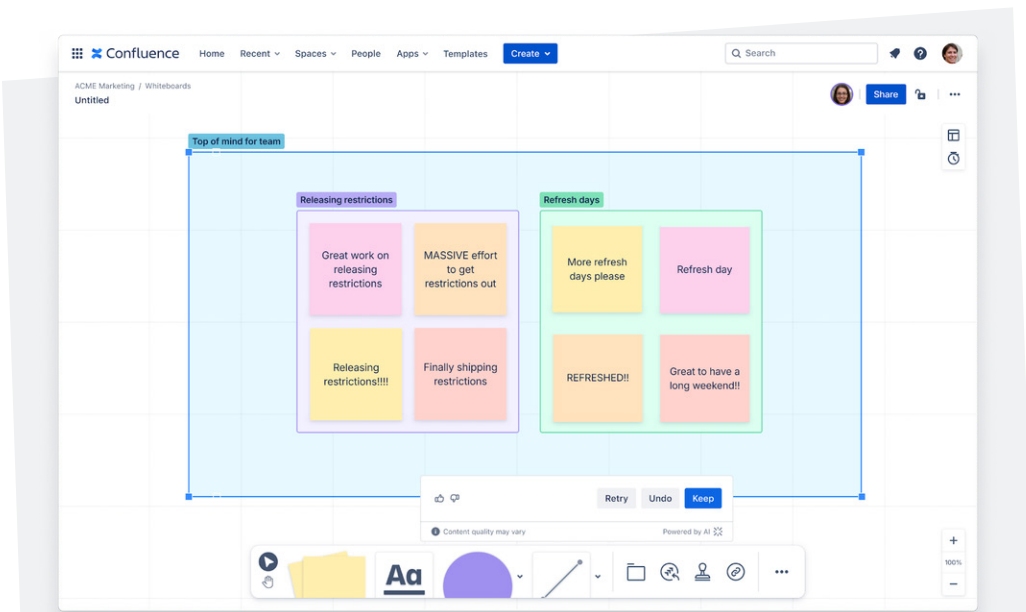 Confluence Home Recent Spaces People Apps Templates Create Search
ACME Marketing / Whiteboards
Untitled
Share
Top of mind for team
Releasing restrictions
Great work on
releasing
restrictions
MASSIVE effort
to get
restrictions out
Releasing
restrictions!!!!
Finally shipping
restrictions
Refresh days
More refresh
days please
Refresh day
REFRESHED!!
Great to have a
long weekend!!
Retry Undo Keep
Content quality may vary Powered by AI
Aa
100%